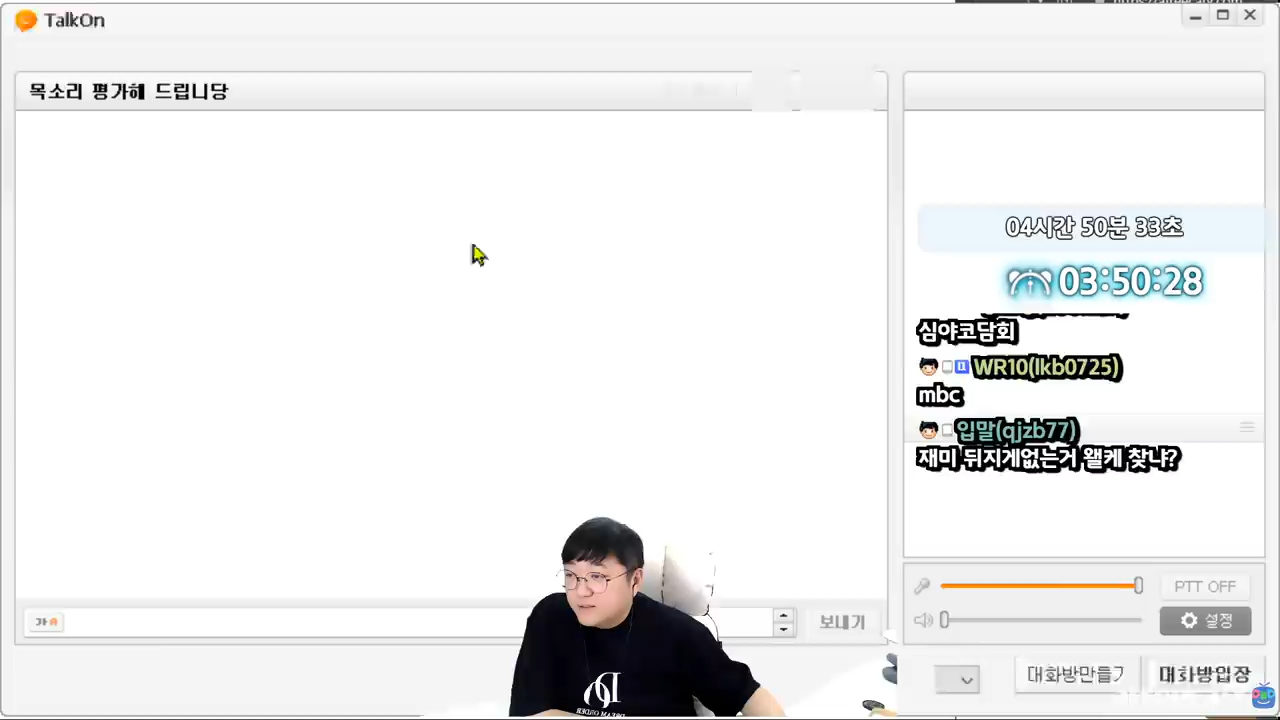 TalkOn
목소리 평가해 드립니당
04시간 50분 33초
03:50:28
심야코담회
WR10(lkb0725)
mbc
입말(qjzb77)
재미 뒤지게없는거 왤케 찾냐?
PTT OFF
설정
가가
보내기
대화방만들기
대화방입장